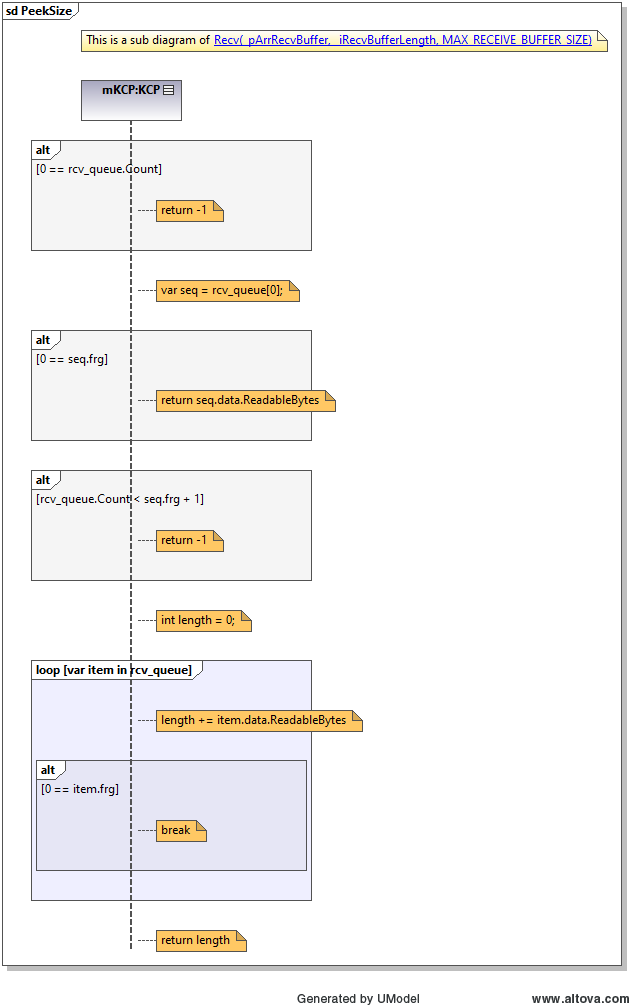 sd PeekSize
This is a sub diagram of Recv(_pArrRecvBuffer, _iRecvBufferLength, MAX_RECEIVE_BUFFER_SIZE)
mKCP:KCP
alt
[0 == rcv_queue.Count]
return -1
var seq = rcv_queue[0];
alt
[0 == seq.frg]
return seq.data.ReadableBytes
alt
[rcv_queue.Count < seq.frg + 1]
return -1
int length = 0;
loop [var item in rcv_queue]
length += item.data.ReadableBytes
alt
[0 == item.frg]
break
return length
Generated by UModel
www.altova.com